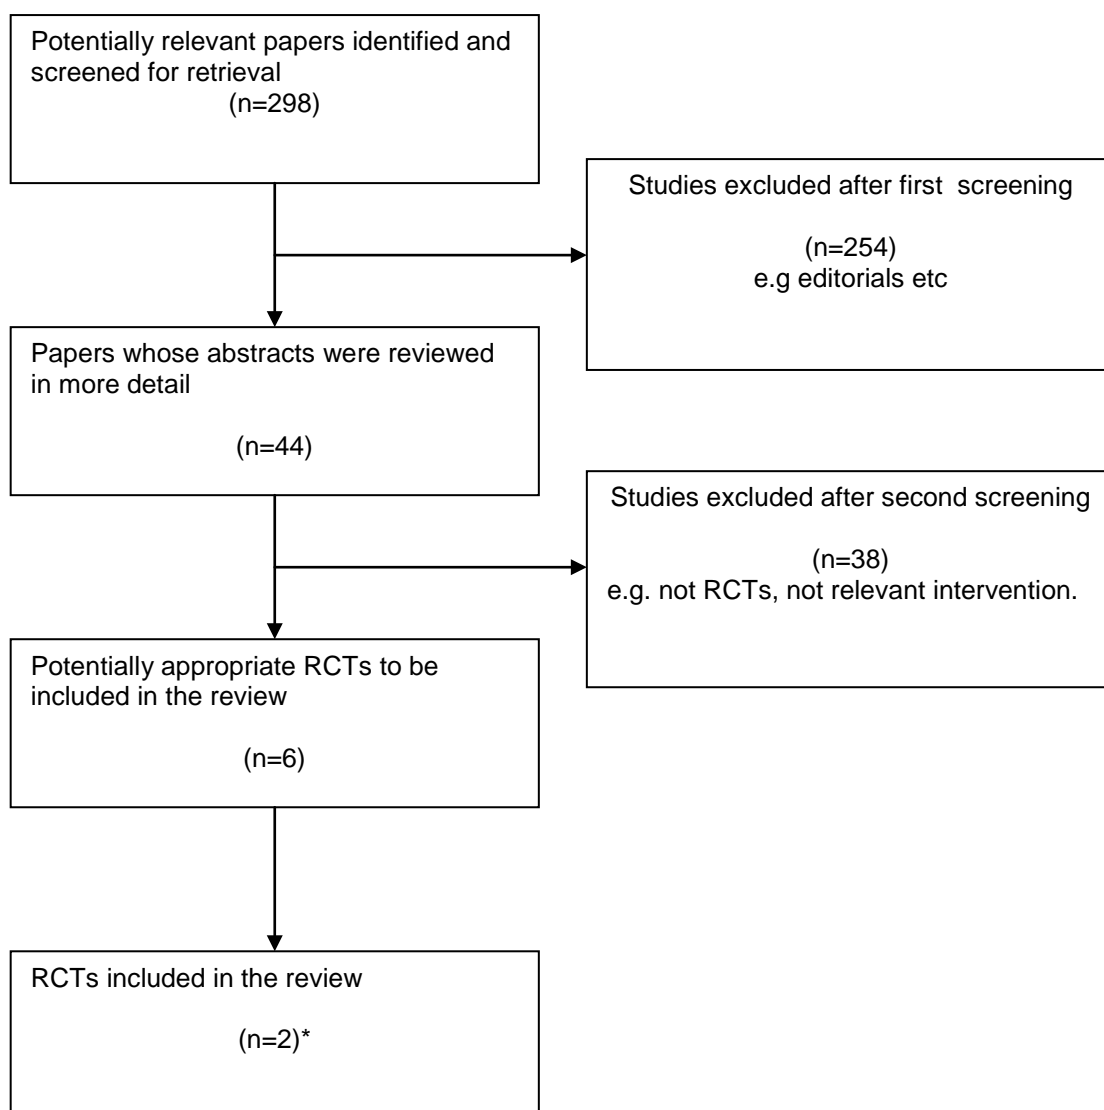 Potentially relevant papers identified and
screened for retrieval
(n=298)
Studies excluded after first  screening
(n=254)
e.g editorials etc
Papers whose abstracts were reviewed
in more detail
(n=44)
Studies excluded after second screening
(n=38)
e.g. not RCTs, not relevant intervention.
Potentially appropriate RCTs to be
included in the review
(n=6)
RCTs included in the review
(n=2)*